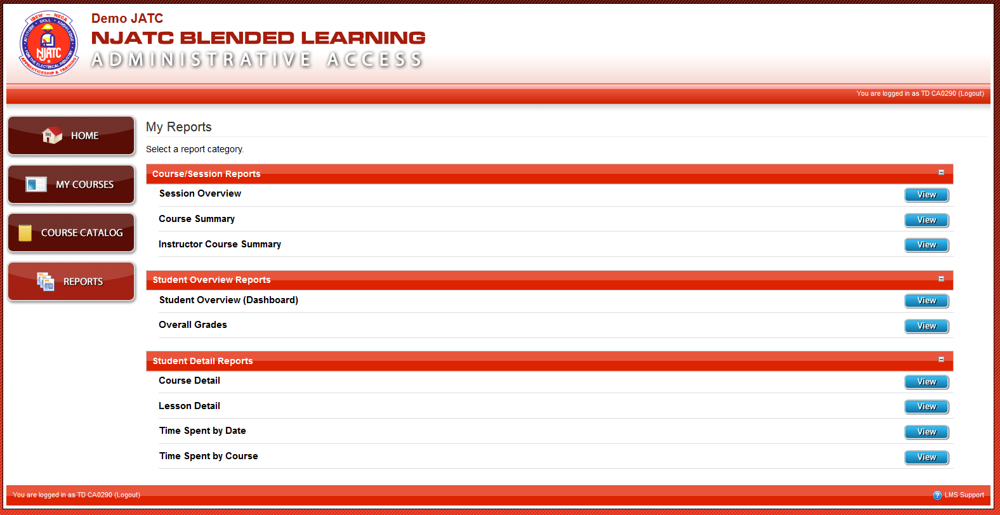 IBEW — NECA
ATTITUDE • SKILL • KNOWLEDGE
NJATC
FOR THE ELECTRICAL INDUSTRY
APPRENTICESHIP & TRAINING
Demo JATC
NJATC BLENDED LEARNING
ADMINISTRATIVE ACCESS
You are logged in as TD CA0290 (Logout)
HOME
MY COURSES
COURSE CATALOG
REPORTS
My Reports
Select a report category.
Course/Session Reports
Session Overview View
Course Summary View
Instructor Course Summary View
Student Overview Reports
Student Overview (Dashboard) View
Overall Grades View
Student Detail Reports
Course Detail View
Lesson Detail View
Time Spent by Date View
Time Spent by Course View
You are logged in as TD CA0290 (Logout)
? LMS Support